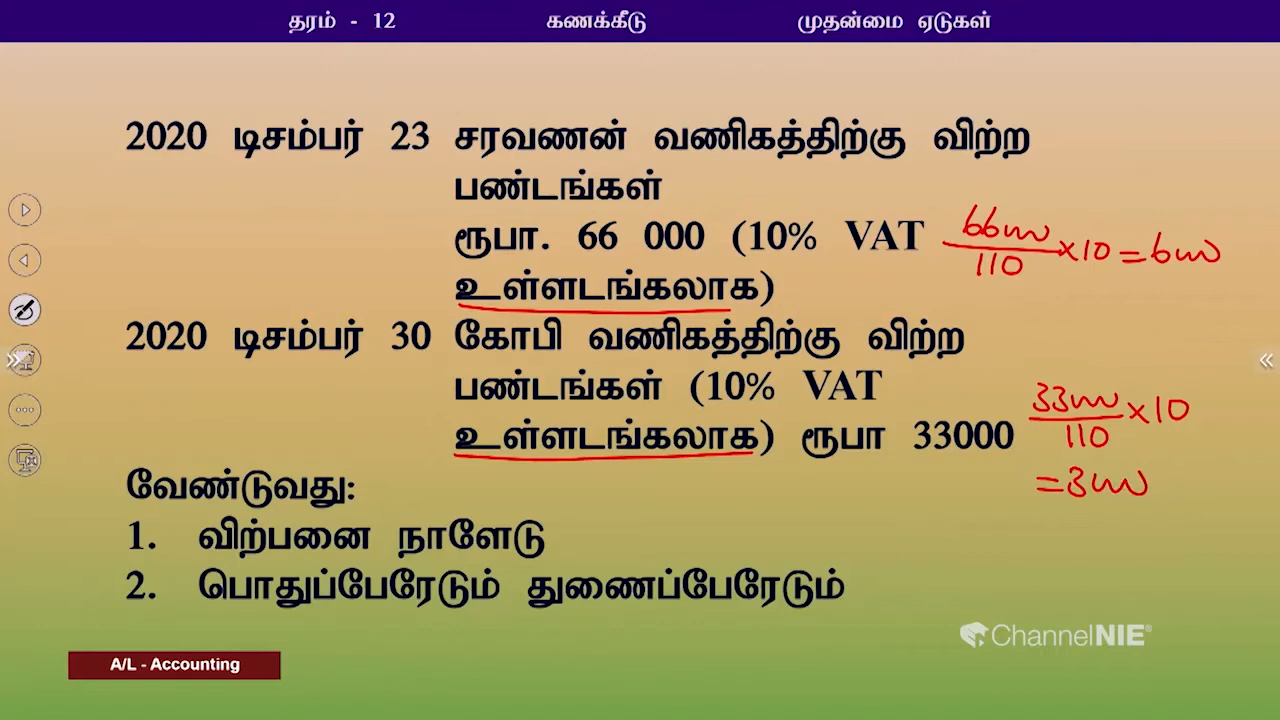 தரம் - 12 கணக்கீடு முதன்மை ஏடுகள்
2020 டிசம்பர் 23 சரவணன் வணிகத்திற்கு விற்ற
பண்டங்கள்
ரூபா. 66 000 (10% VAT
உள்ளடங்கலாக)
66000/110 ×10 = 6000
2020 டிசம்பர் 30 கோபி வணிகத்திற்கு விற்ற
பண்டங்கள் (10% VAT
உள்ளடங்கலாக) ரூபா 33000
33000/110 ×10
= 3000
வேண்டுவது:
1. விற்பனை நாளேடு
2. பொதுப்பேரேடும் துணைப்பேரேடும்
ChannelNIE®
A/L - Accounting